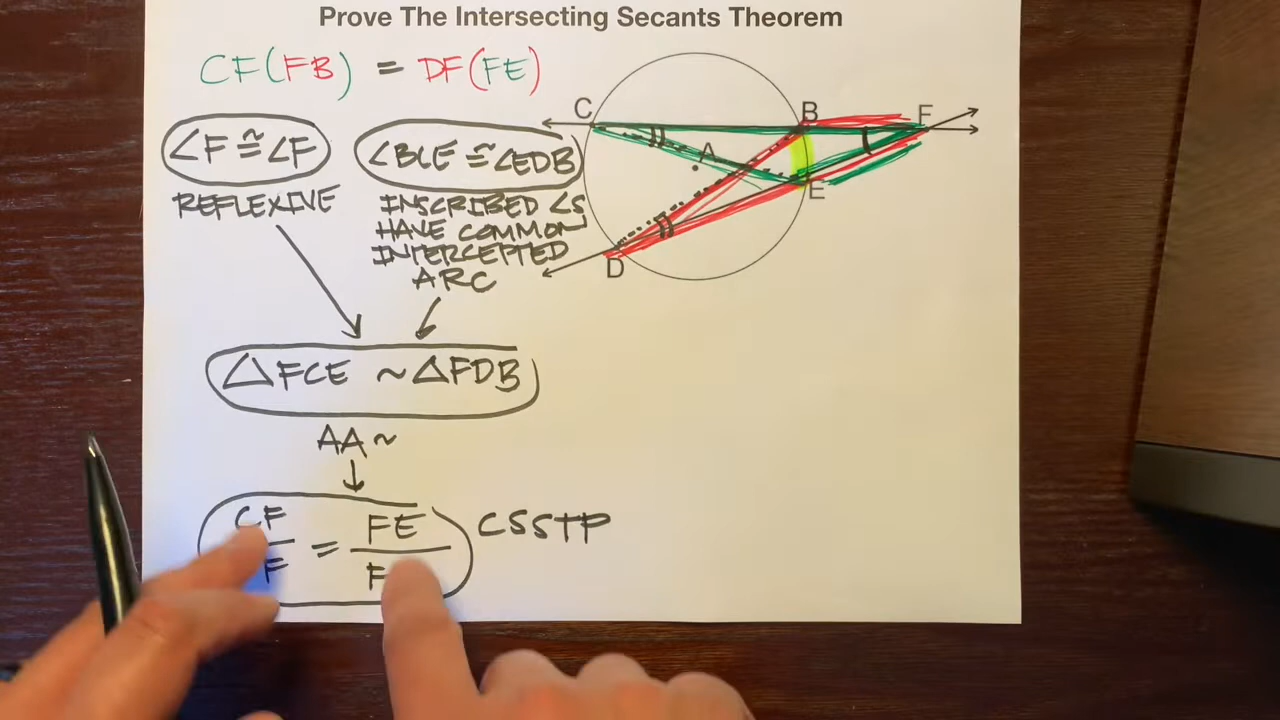 Prove The Intersecting Secants Theorem
CF(FB) = DF(FE)
∠F ≅ ∠F
REFLEXIVE
∠BCE ≅ ∠EDB
INSCRIBED ∠S
HAVE COMMON
INTERCEPTED
ARC
C
B
F
A
E
D
△FCE ~ △FDB
AA~
CF = FE
CSSTP